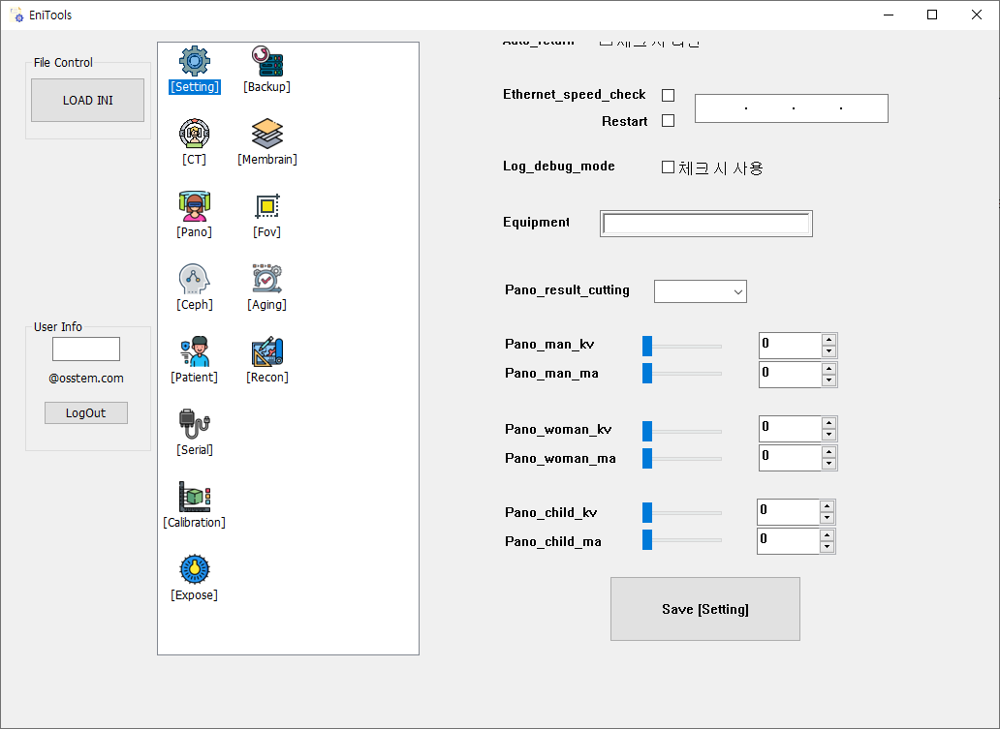 EniTools
File Control
LOAD INI
User Info
@osstem.com
LogOut
[Setting]
[Backup]
[CT]
[Membrain]
[Pano]
[Fov]
[Ceph]
[Aging]
[Patient]
[Recon]
[Serial]
[Calibration]
[Expose]
Auto_return
Ethernet_speed_check
. . .
Restart
Log_debug_mode
체크 시 사용
Equipment
Pano_result_cutting
Pano_man_kv
0
Pano_man_ma
0
Pano_woman_kv
0
Pano_woman_ma
0
Pano_child_kv
0
Pano_child_ma
0
Save [Setting]